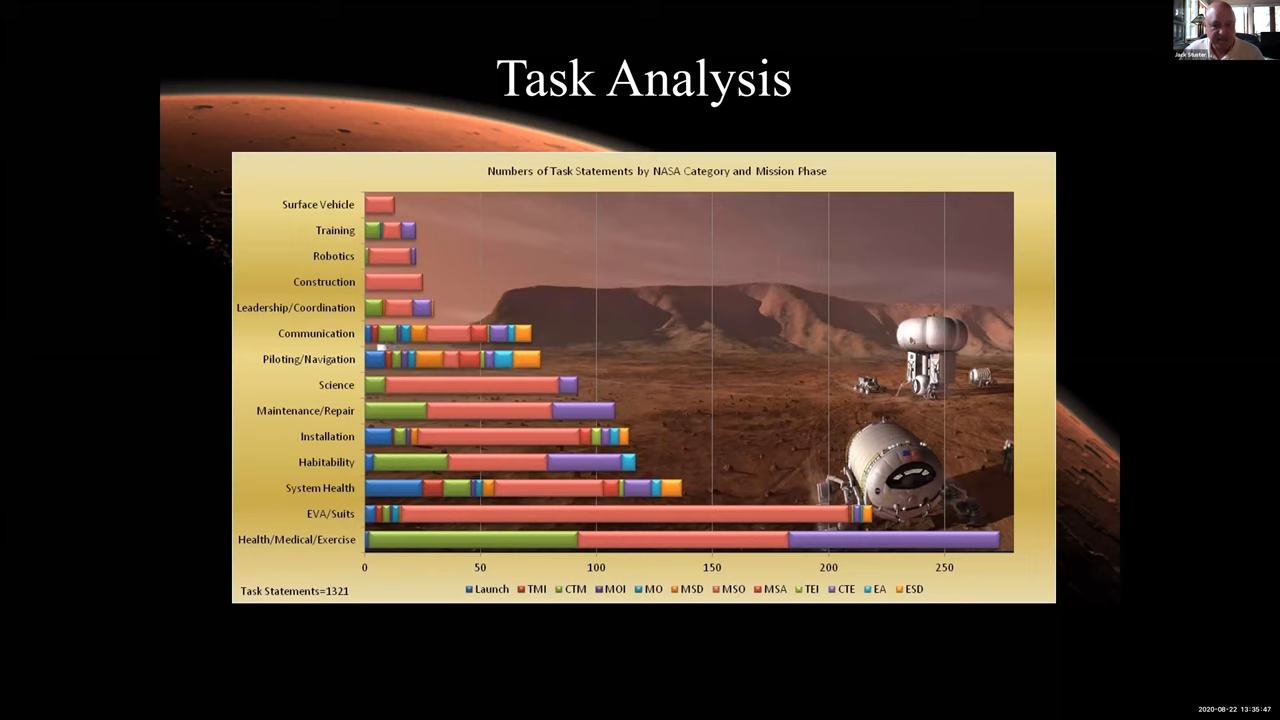 Jack Stuster
Task Analysis
Numbers of Task Statements by NASA Category and Mission Phase
Surface Vehicle
Training
Robotics
Construction
Leadership/Coordination
Communication
Piloting/Navigation
Science
Maintenance/Repair
Installation
Habitability
System Health
EVA/Suits
Health/Medical/Exercise
0 50 100 150 200 250
Task Statements=1321
Launch TMI CTM MOI MO MSD MSO MSA TEI CTE EA ESD
2020-08-22 13:35:47